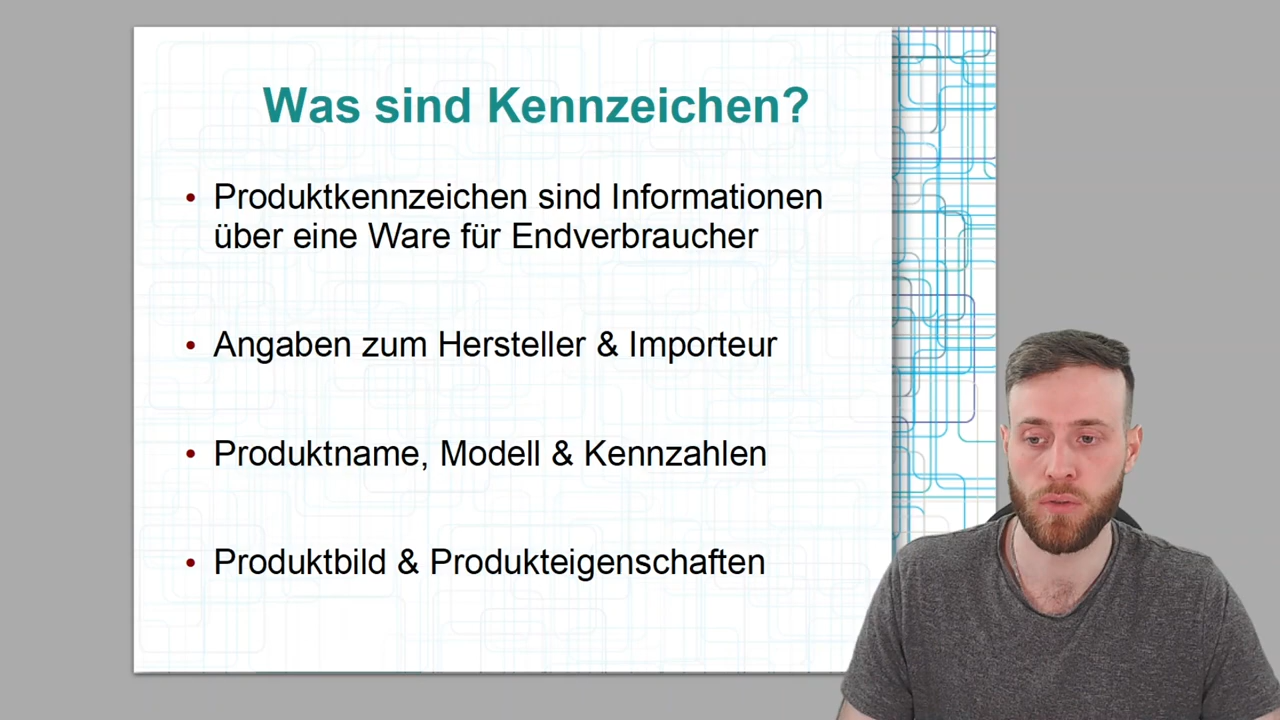 Was sind Kennzeichen?
• Produktkennzeichen sind Informationen
über eine Ware für Endverbraucher
• Angaben zum Hersteller & Importeur
• Produktname, Modell & Kennzahlen
• Produktbild & Produkteigenschaften